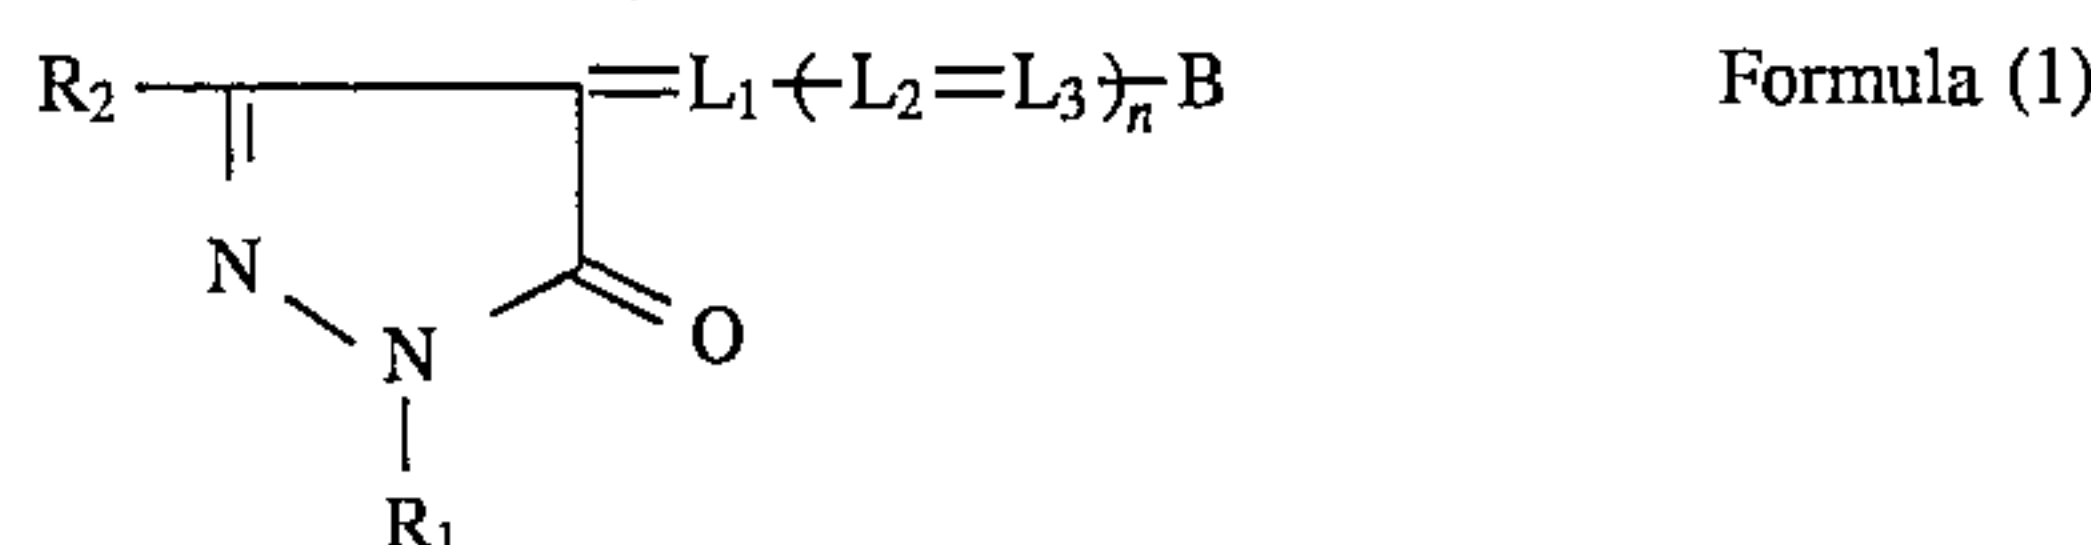 R2 =L1-(-L2=L3-)n-B Formula (1)
N
N O
R1